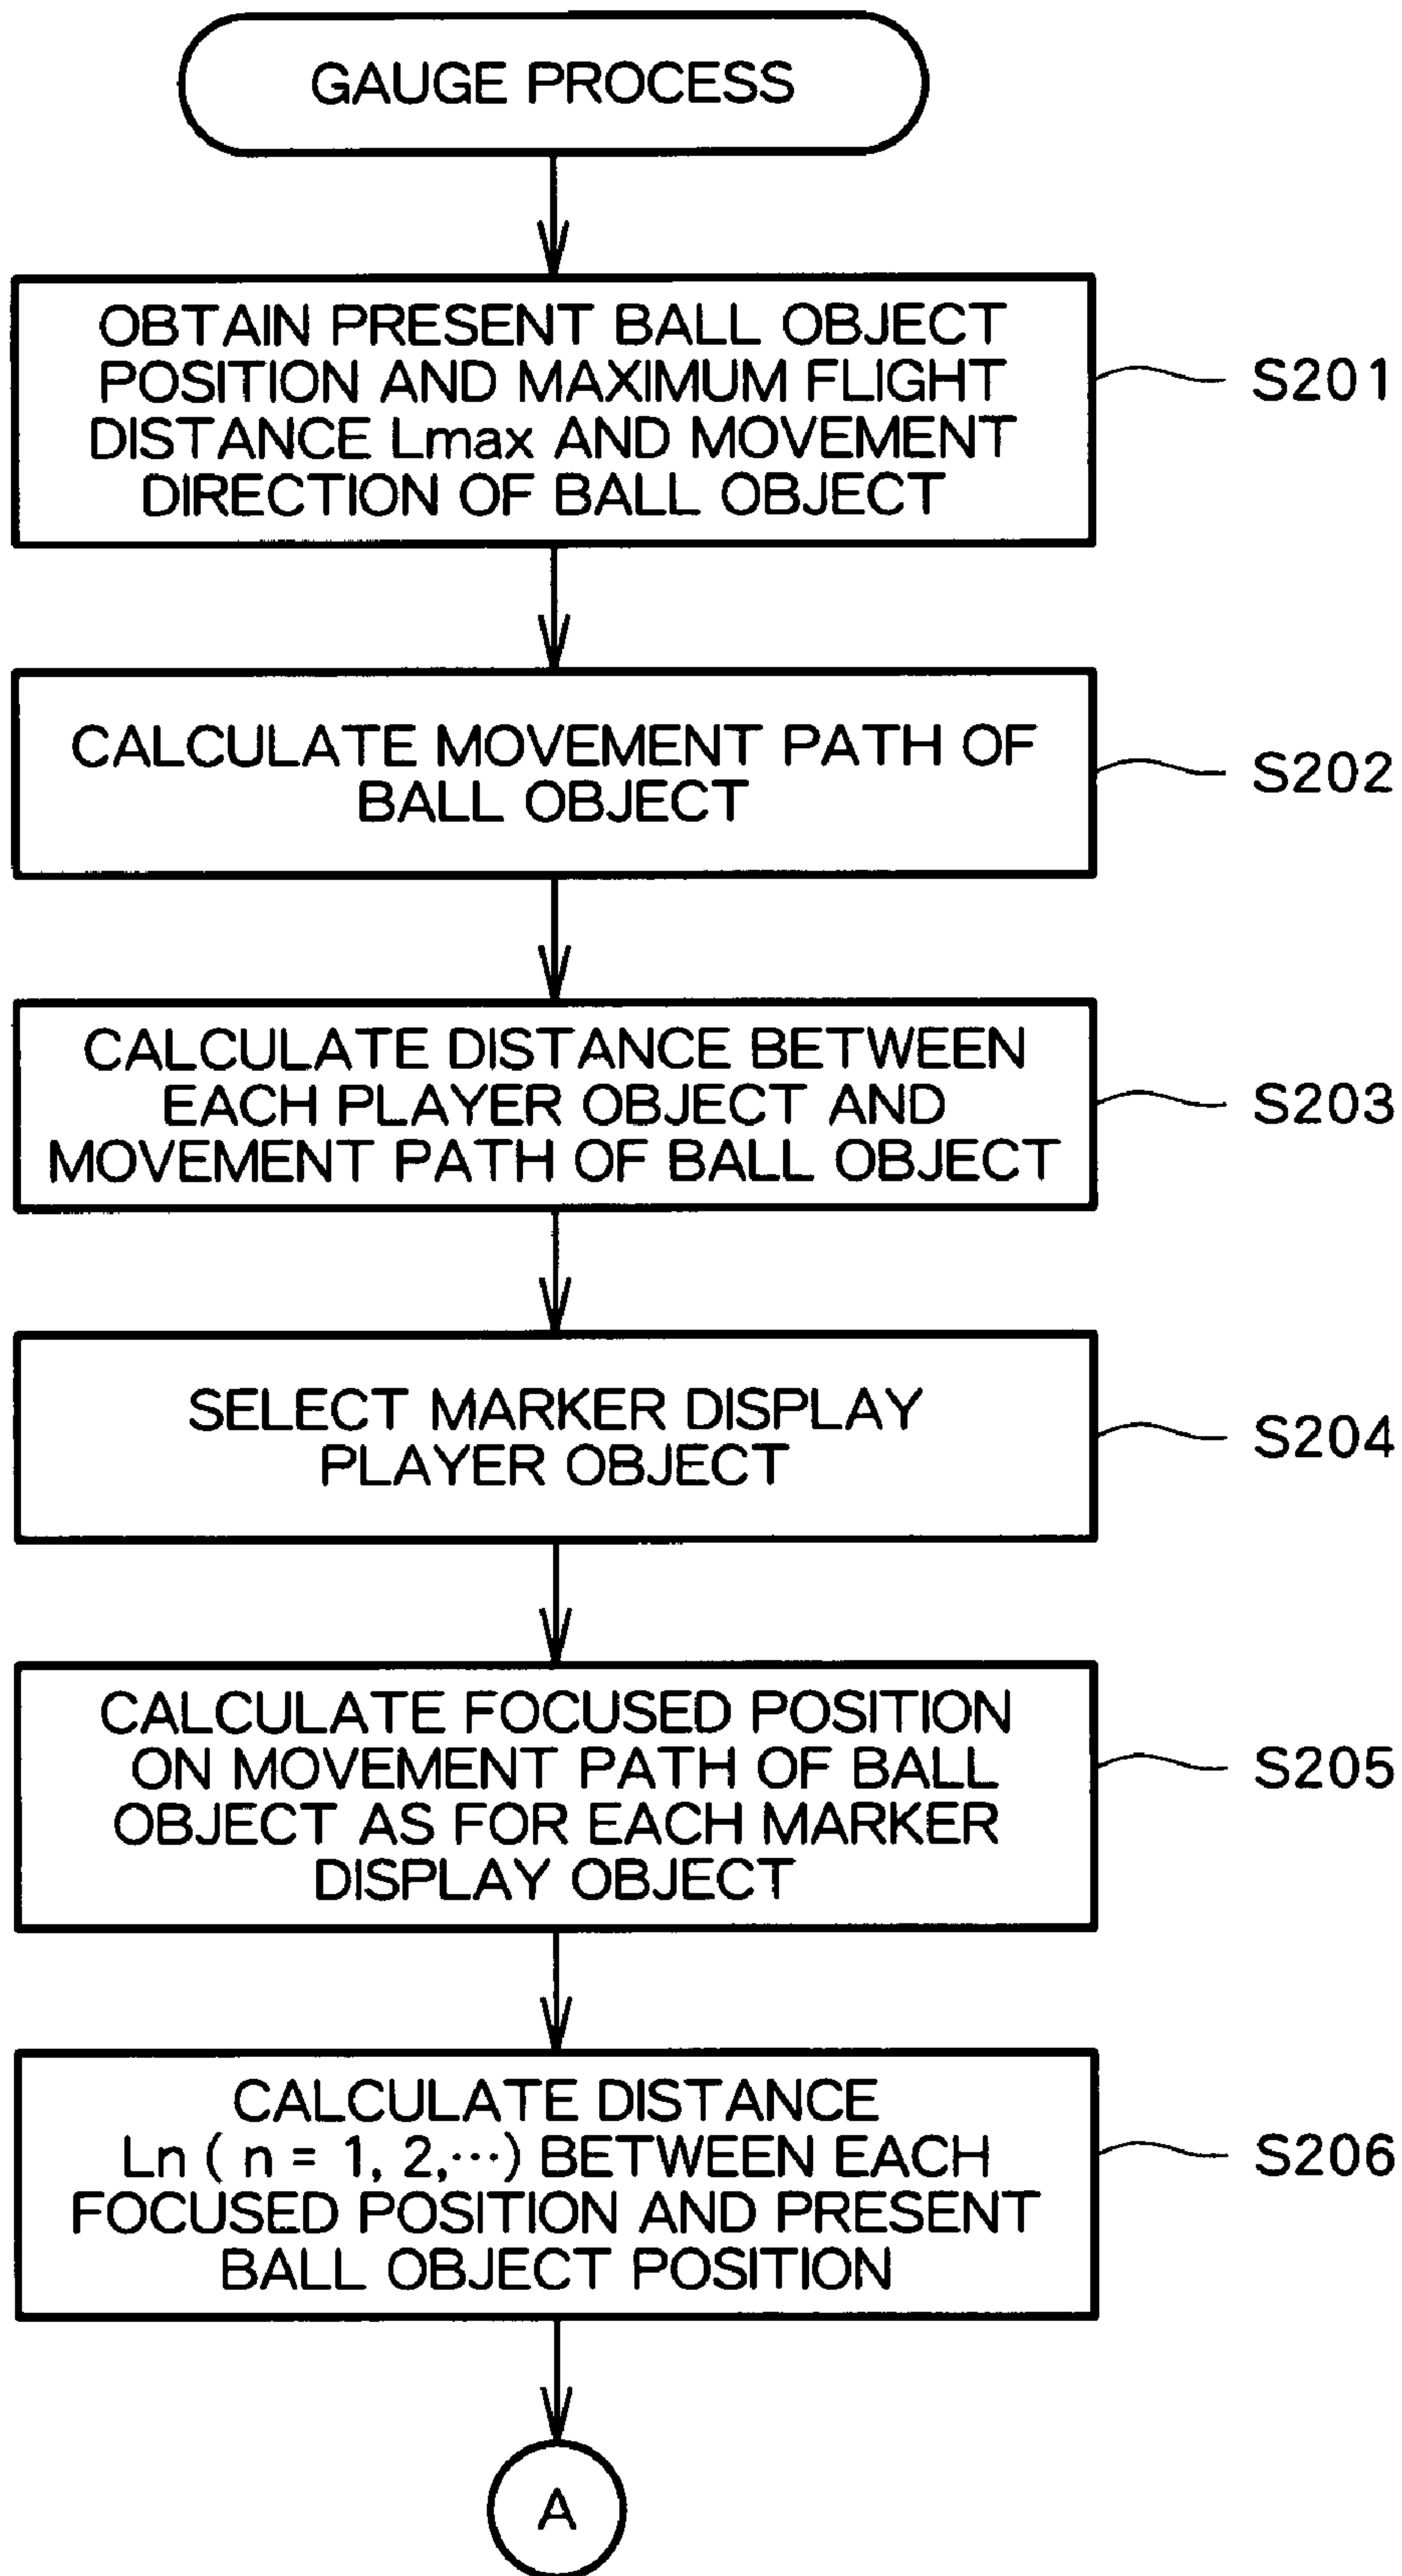 GAUGE PROCESS
OBTAIN PRESENT BALL OBJECT
POSITION AND MAXIMUM FLIGHT
DISTANCE Lmax AND MOVEMENT
DIRECTION OF BALL OBJECT
S201
CALCULATE MOVEMENT PATH OF
BALL OBJECT
S202
CALCULATE DISTANCE BETWEEN
EACH PLAYER OBJECT AND
MOVEMENT PATH OF BALL OBJECT
S203
SELECT MARKER DISPLAY
PLAYER OBJECT
S204
CALCULATE FOCUSED POSITION
ON MOVEMENT PATH OF BALL
OBJECT AS FOR EACH MARKER
DISPLAY OBJECT
S205
CALCULATE DISTANCE
Ln ( n = 1, 2,⋯) BETWEEN EACH
FOCUSED POSITION AND PRESENT
BALL OBJECT POSITION
S206
A